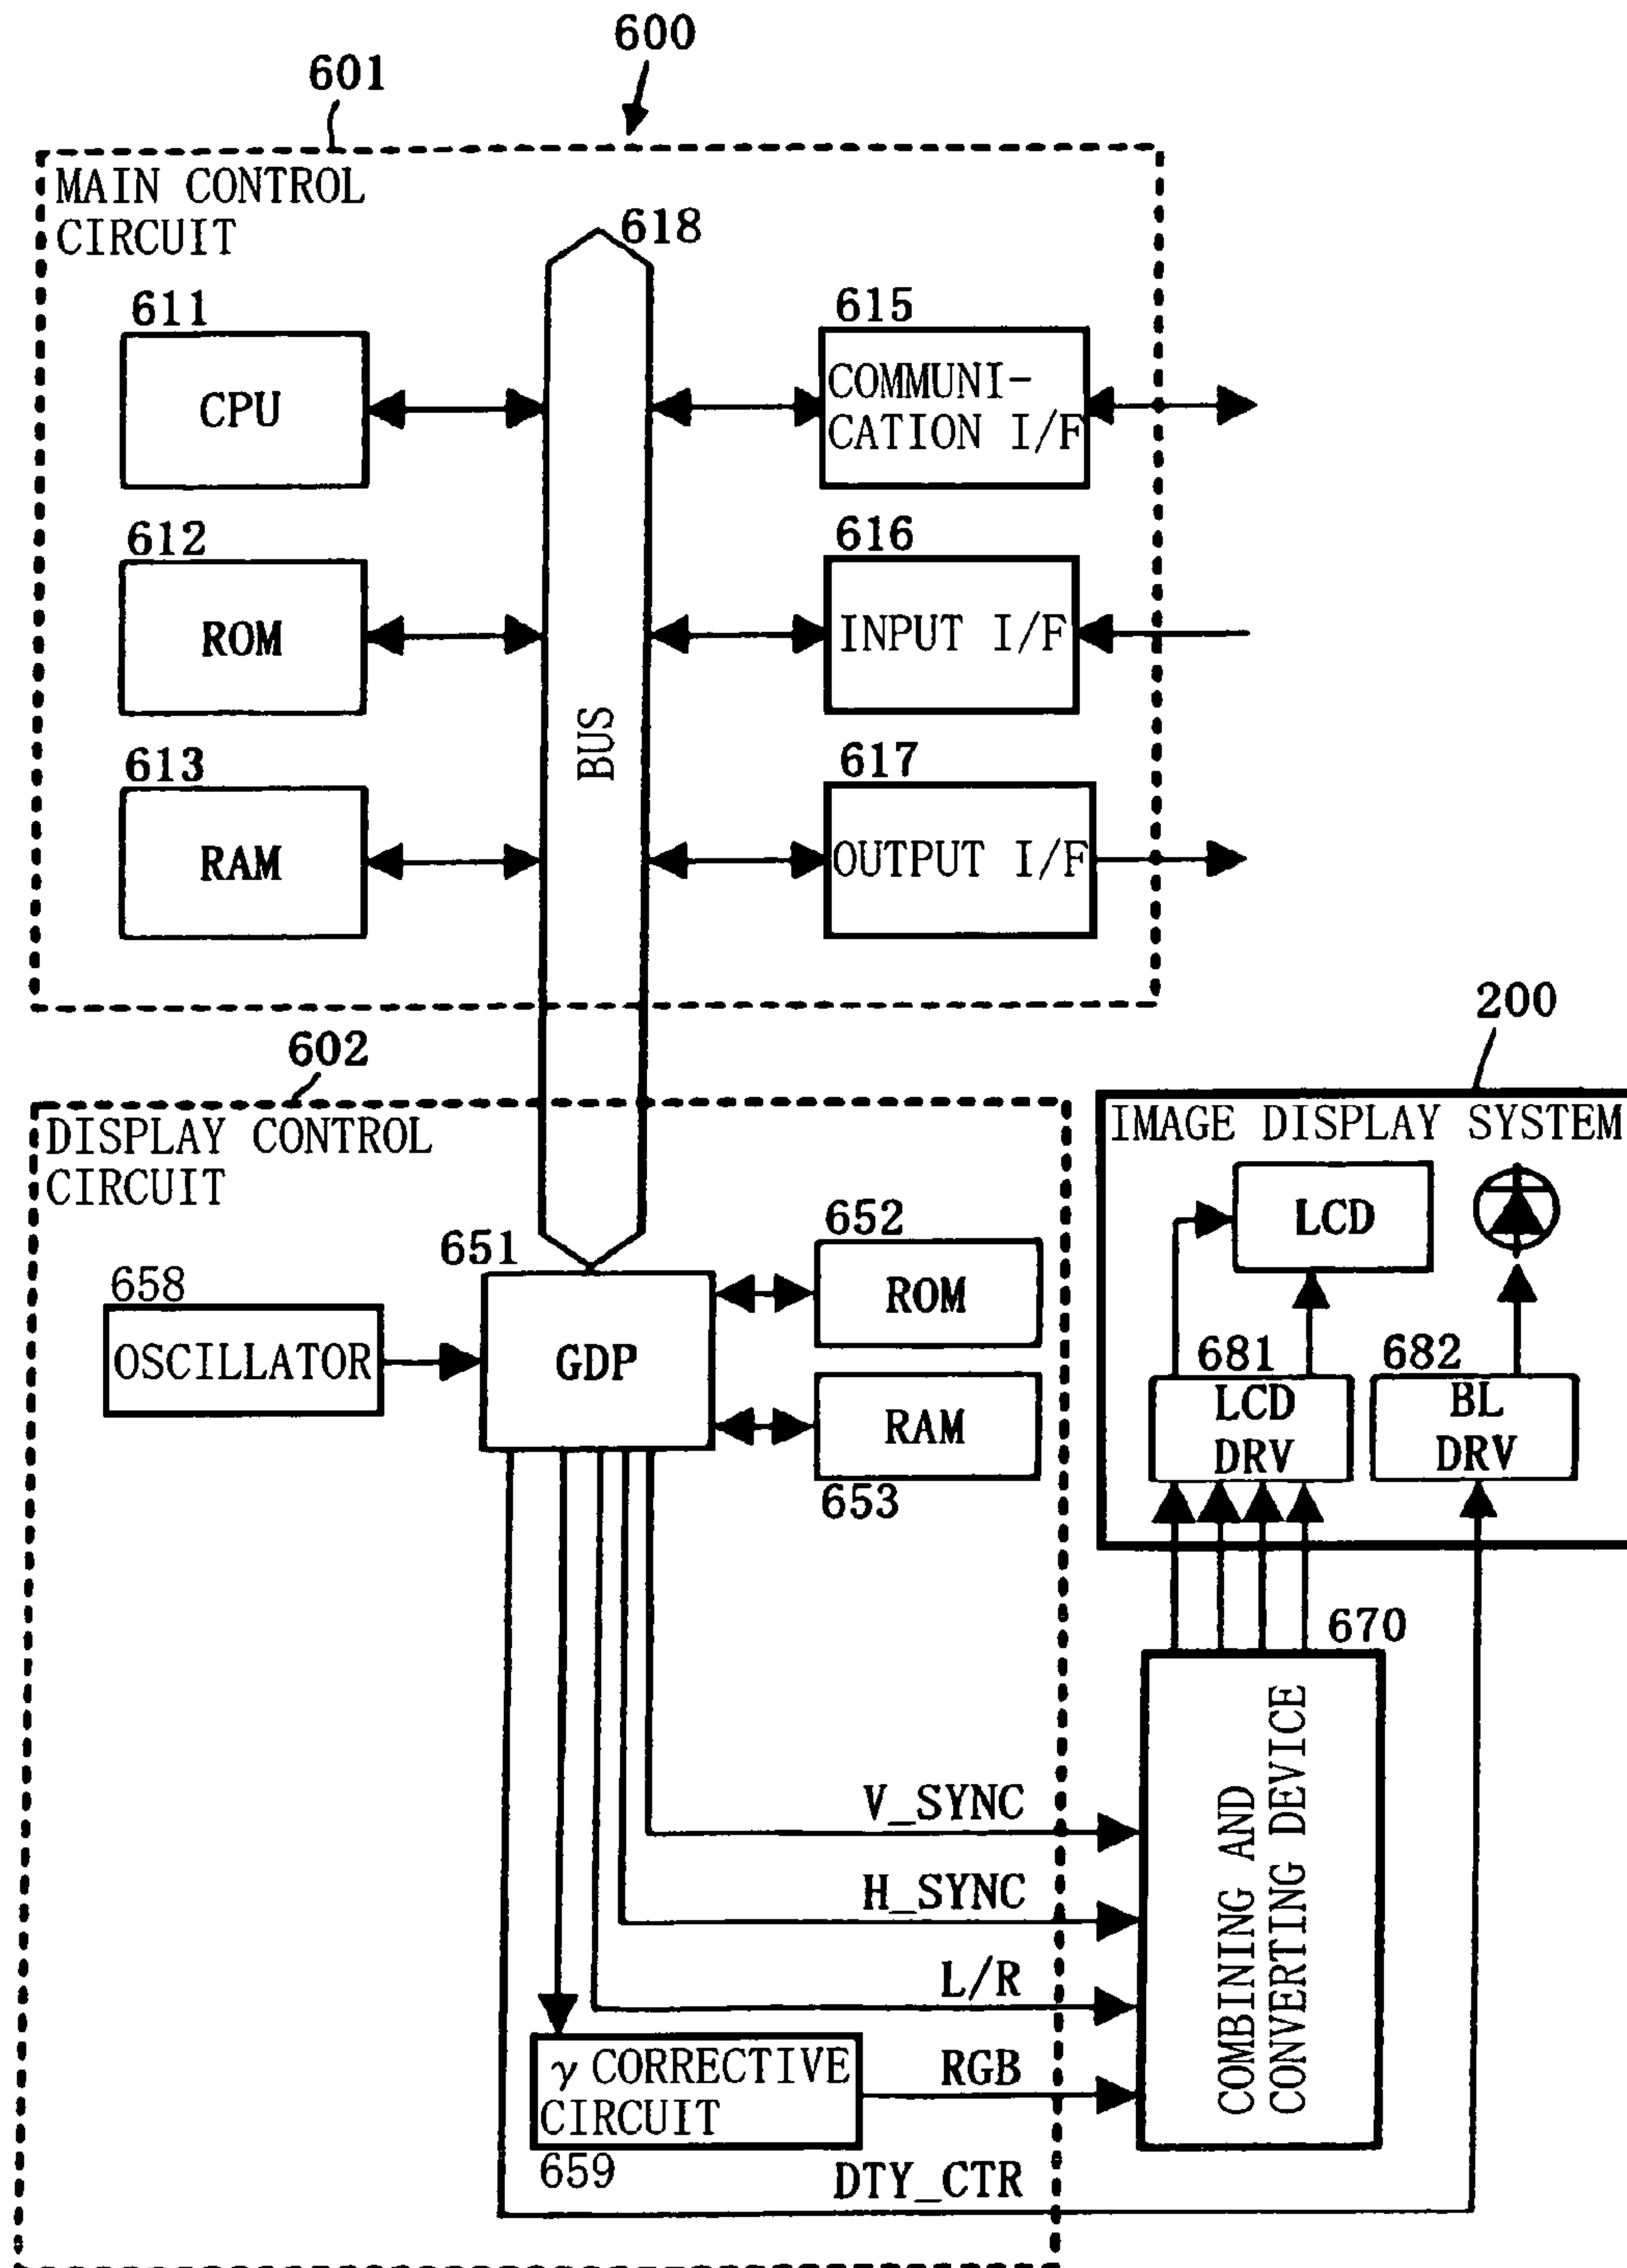 600
601
MAIN CONTROL
CIRCUIT
618
611
CPU
615
COMMUNI-
CATION I/F
612
ROM
616
INPUT I/F
BUS
613
RAM
617
OUTPUT I/F
602
DISPLAY CONTROL
CIRCUIT
200
IMAGE DISPLAY SYSTEM
LCD
651
652
ROM
658
OSCILLATOR
GDP
RAM
653
681
LCD
DRV
682
BL
DRV
670
COMBINING AND
CONVERTING DEVICE
V_SYNC
H_SYNC
L/R
γ CORRECTIVE
CIRCUIT
659
RGB
DTY_CTR